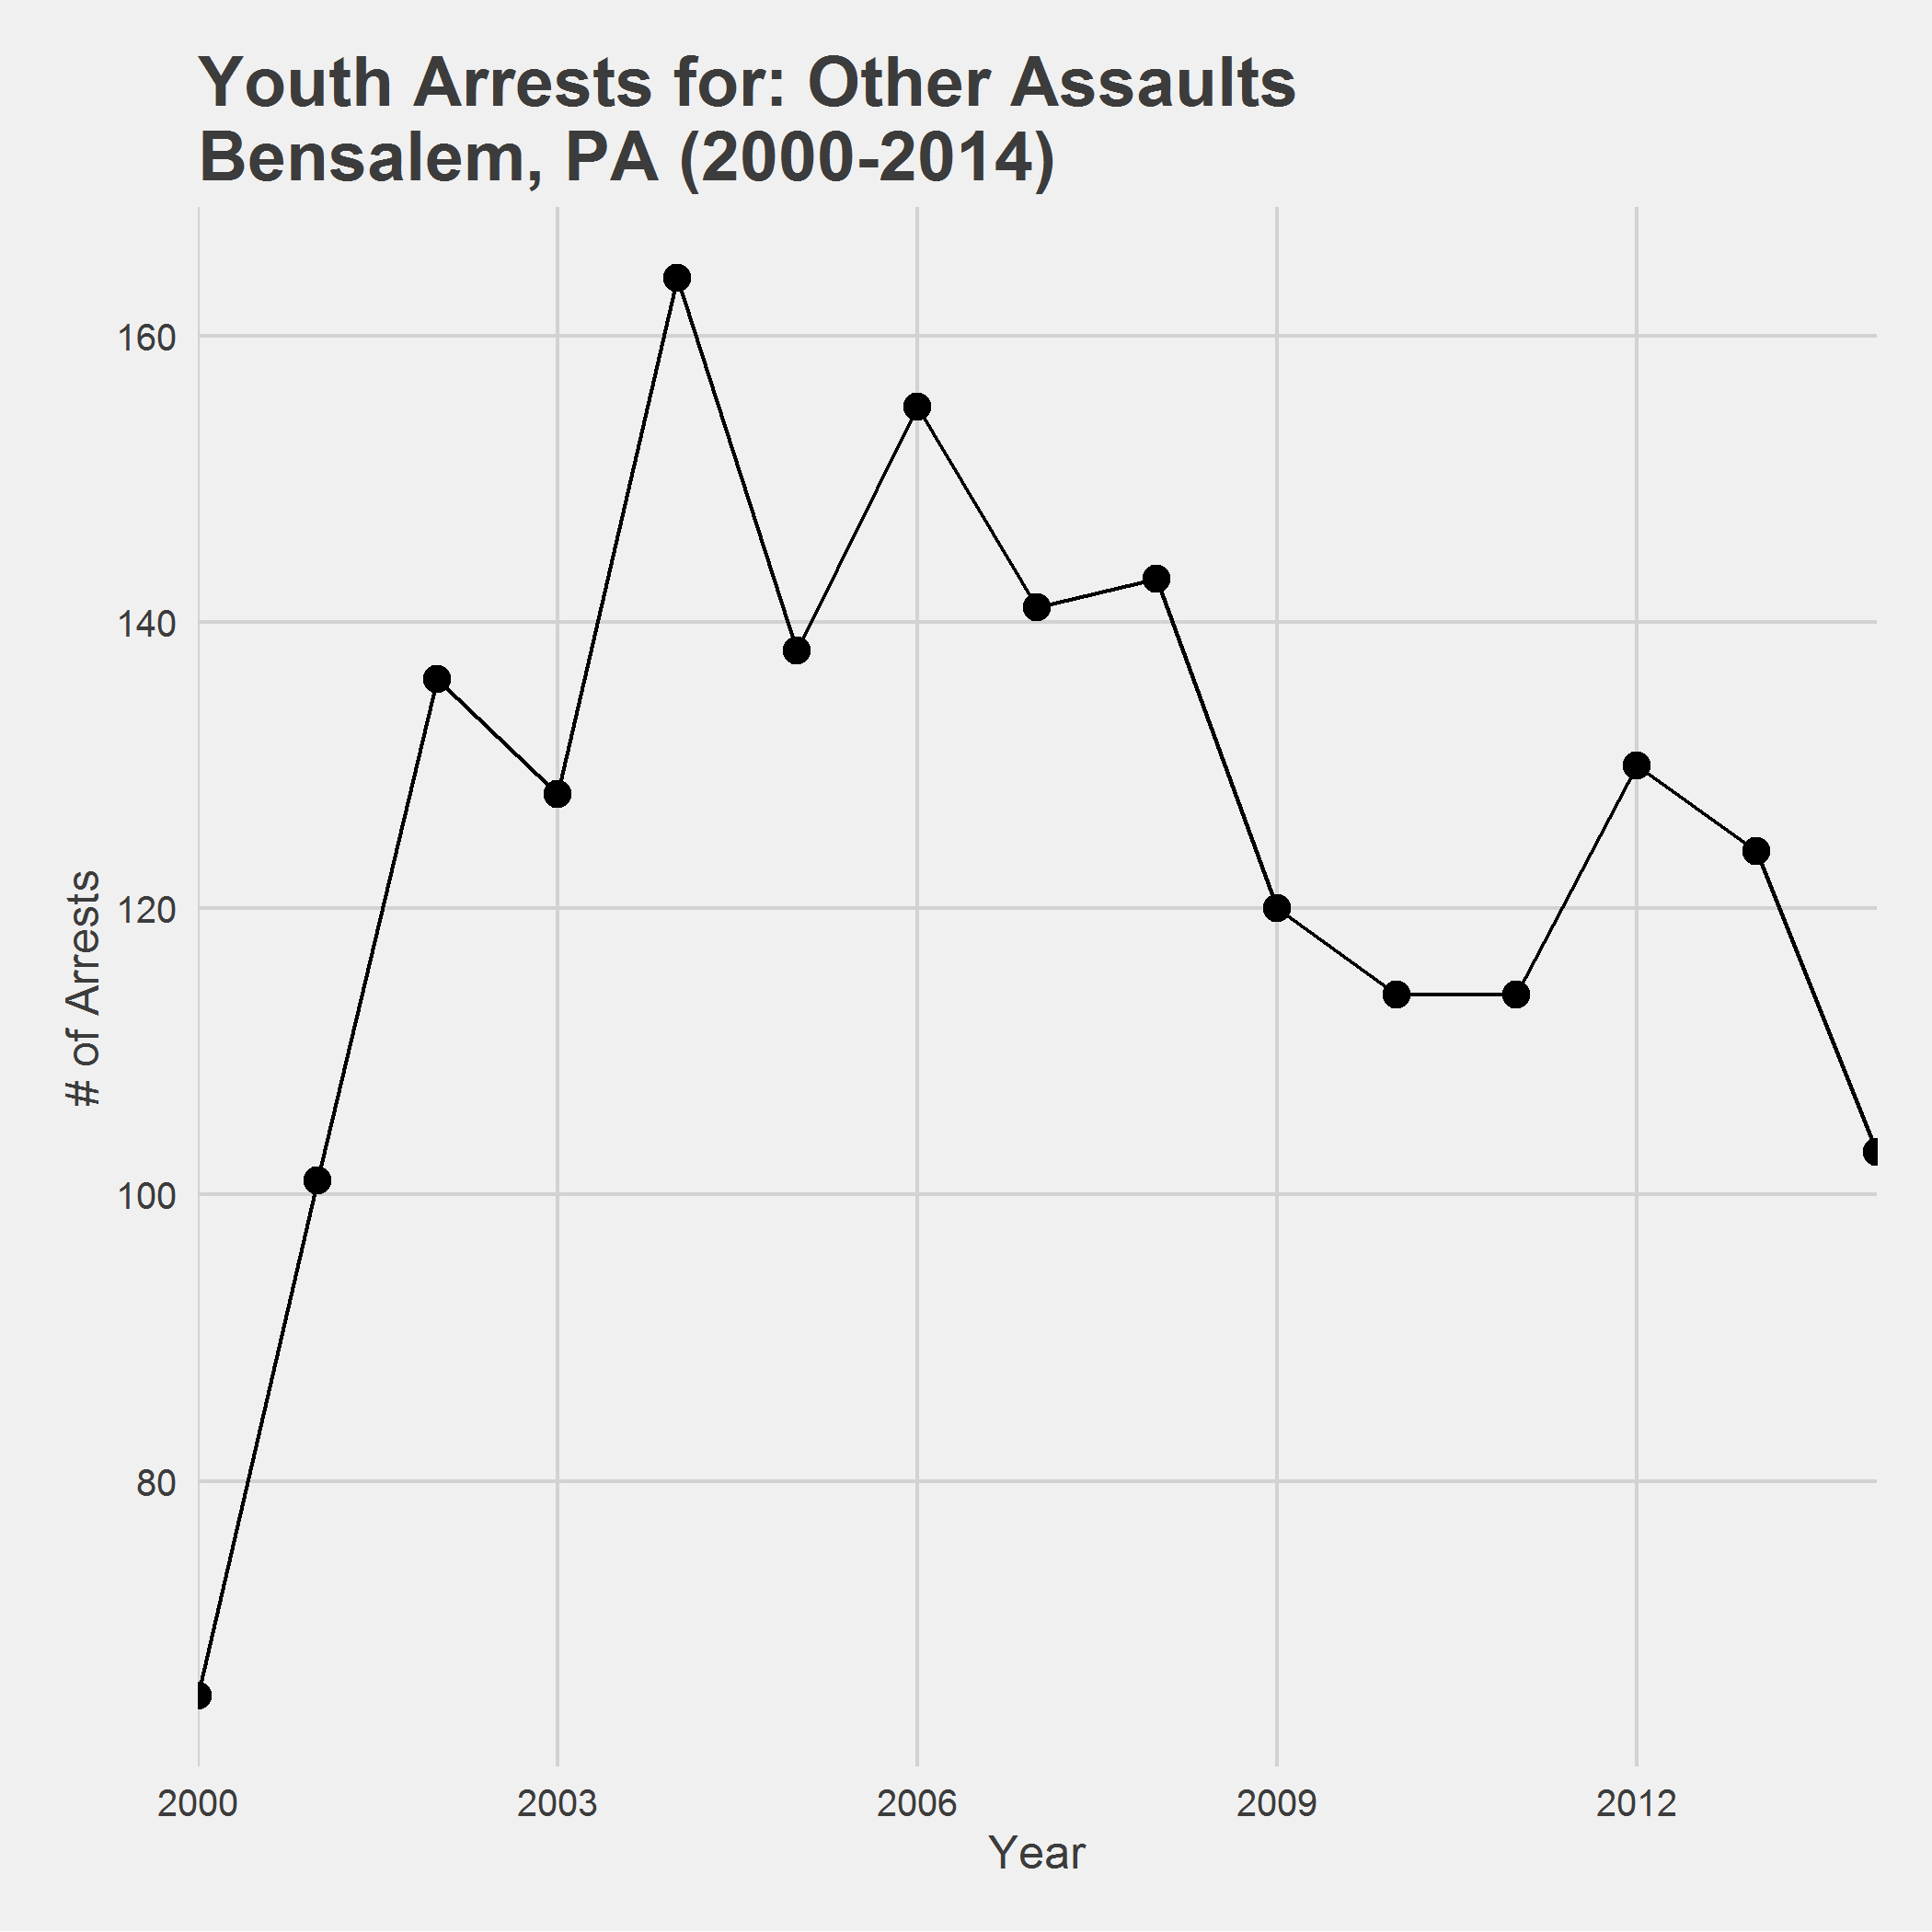 Youth Arrests for: Other Assaults
Bensalem, PA (2000-2014)
160
140
120
100
80
# of Arrests
2000 2003 2006 2009 2012
Year